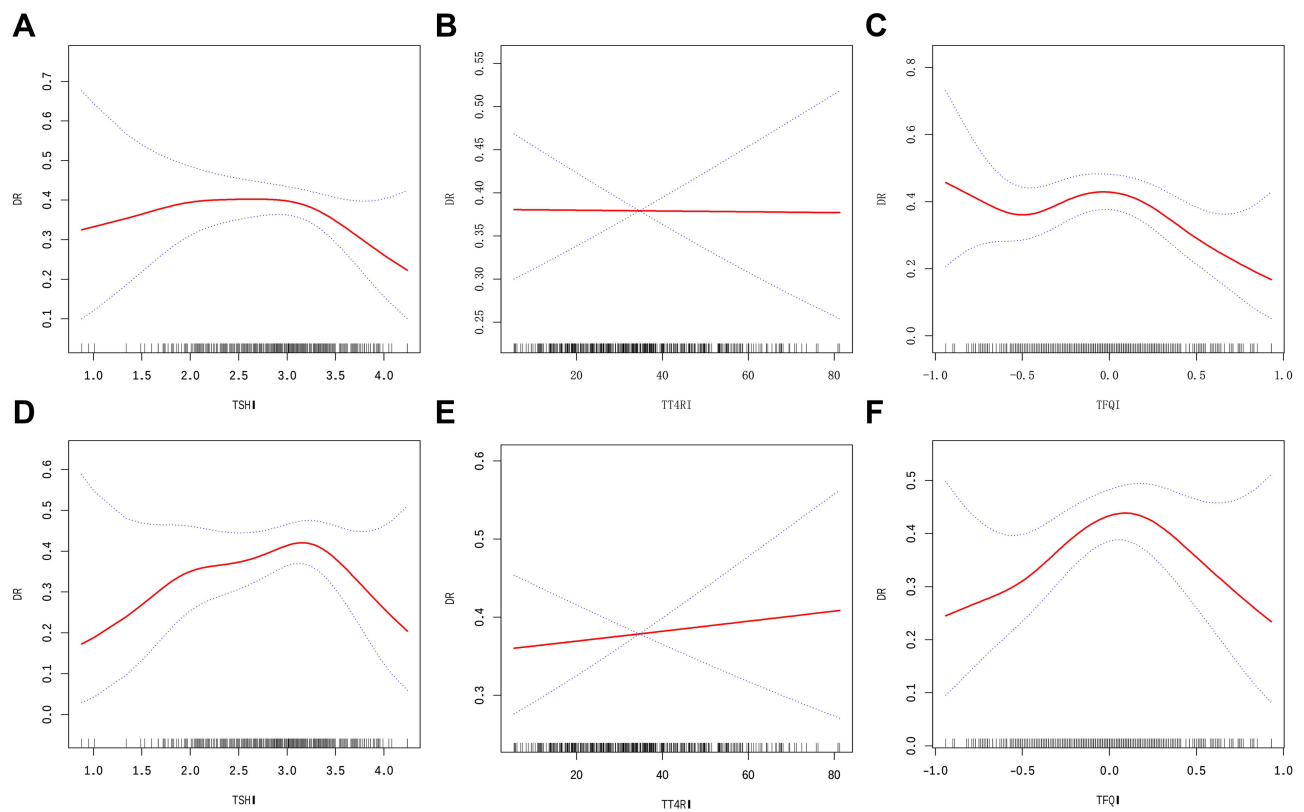 A
B
C
DR
0.1 0.2 0.3 0.4 0.5 0.6 0.7
1.0 1.5 2.0 2.5 3.0 3.5 4.0
TSHI
DR
0.25 0.30 0.35 0.40 0.45 0.50 0.55
20 40 60 80
TT4RI
DR
0.0 0.2 0.4 0.6 0.8
-1.0 -0.5 0.0 0.5 1.0
TFQI
D
E
F
DR
0.0 0.1 0.2 0.3 0.4 0.5 0.6
1.0 1.5 2.0 2.5 3.0 3.5 4.0
TSHI
DR
0.3 0.4 0.5 0.6
20 40 60 80
TT4RI
DR
0.0 0.1 0.2 0.3 0.4 0.5
-1.0 -0.5 0.0 0.5 1.0
TFQI